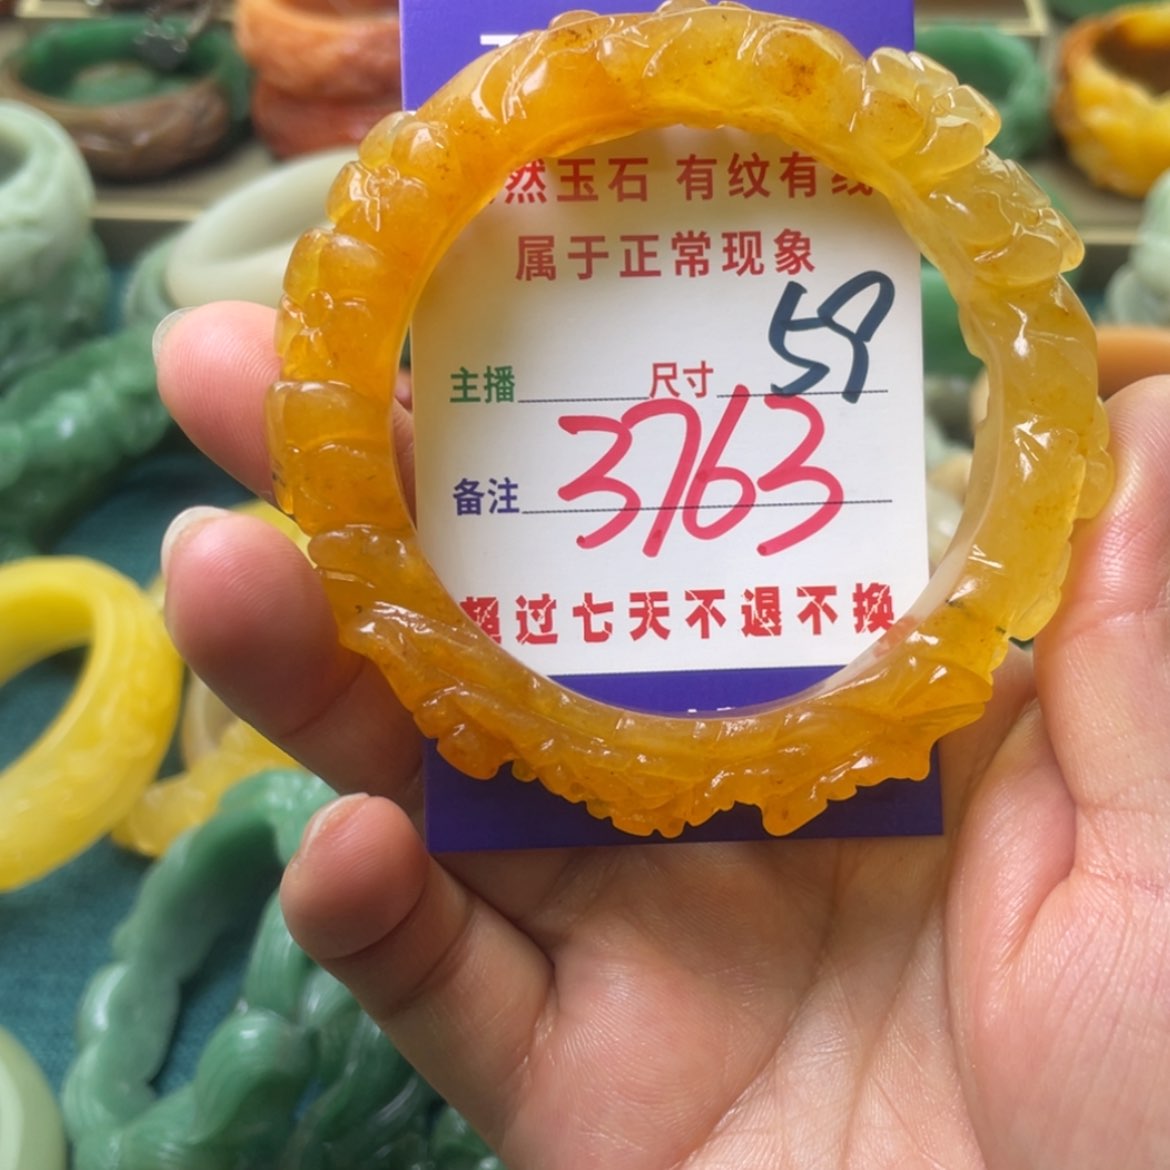 然玉石 有纹有线
属于正常现象
主播 尺寸 59
备注 3763
超过七天不退不换